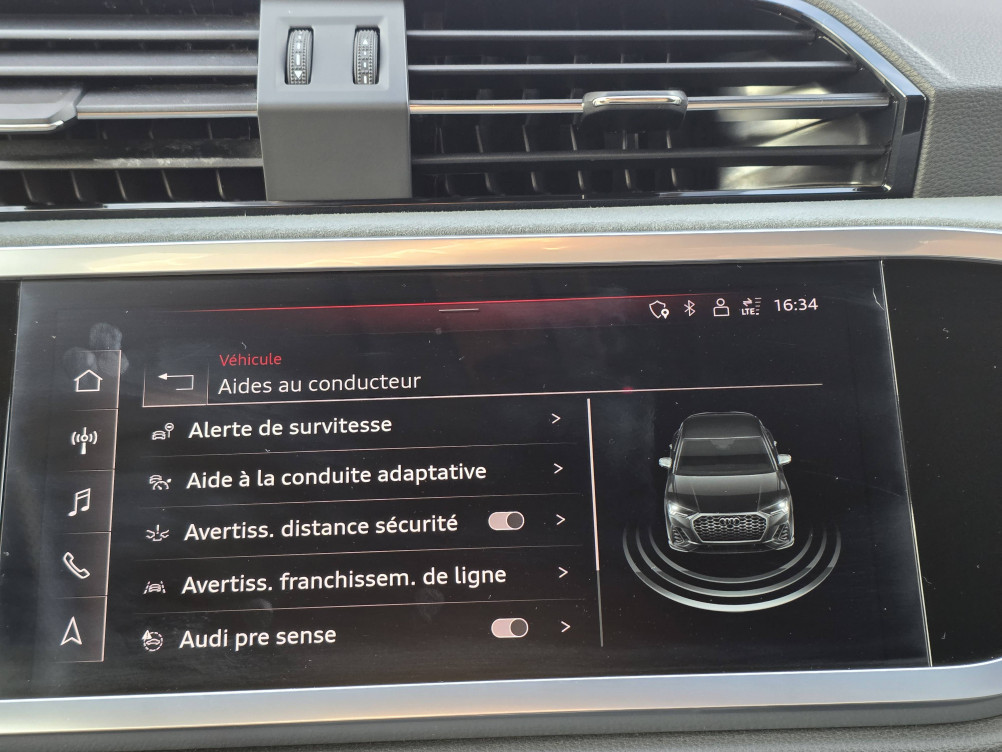 LTE
16:34
Véhicule
Aides au conducteur
Alerte de survitesse
Aide à la conduite adaptative
Avertiss. distance sécurité
Avertiss. franchissem. de ligne
Audi pre sense